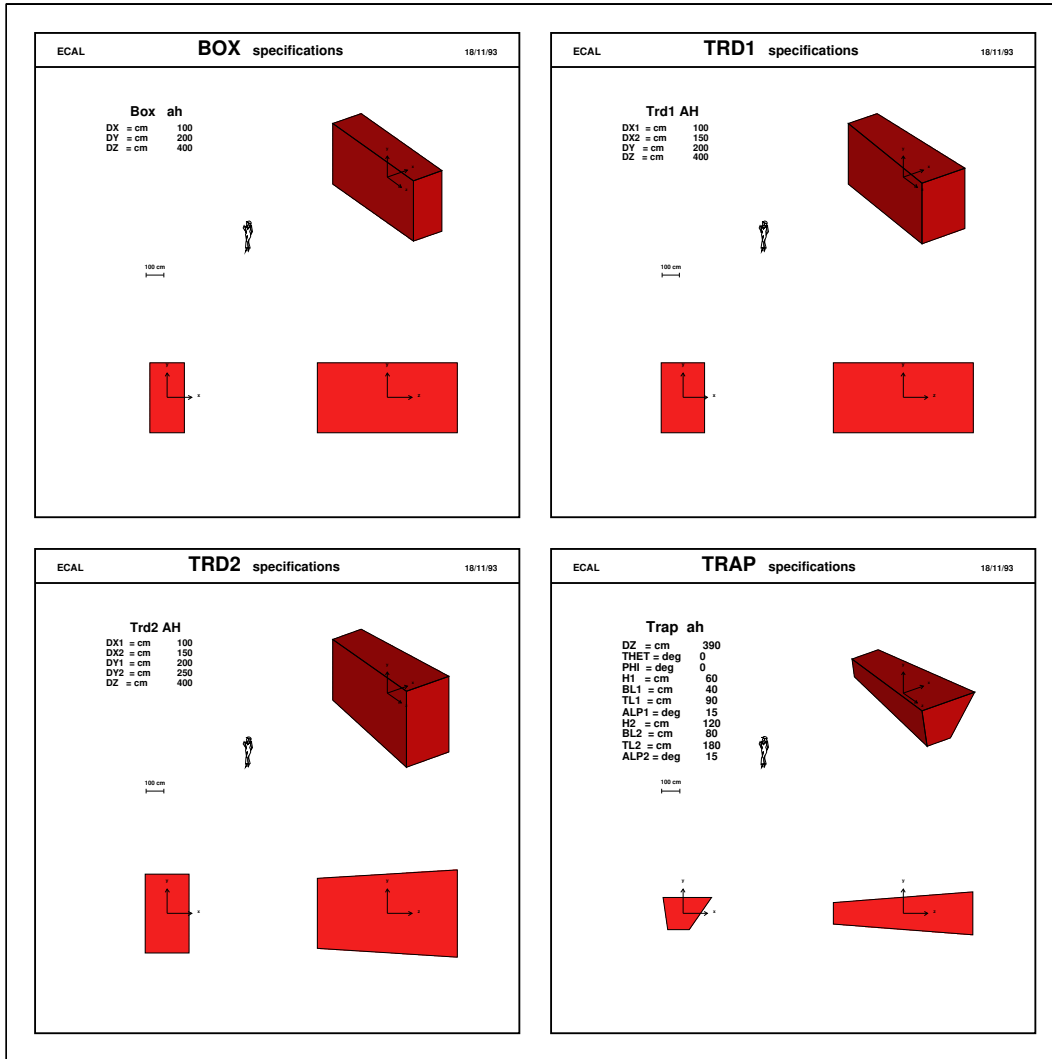 ECAL BOX specifications 18/11/93
Box ah
DX = cm 100
DY = cm 200
DZ = cm 400
y
x
z
100 cm
y
x
y
z
ECAL TRD1 specifications 18/11/93
Trd1 AH
DX1 = cm 100
DX2 = cm 150
DY = cm 200
DZ = cm 400
y
x
z
100 cm
y
x
y
z
ECAL TRD2 specifications 18/11/93
Trd2 AH
DX1 = cm 100
DX2 = cm 150
DY1 = cm 200
DY2 = cm 250
DZ = cm 400
y
x
z
100 cm
y
x
y
z
ECAL TRAP specifications 18/11/93
Trap ah
DZ = cm 390
THET = deg 0
PHI = deg 0
H1 = cm 60
BL1 = cm 40
TL1 = cm 90
ALP1 = deg 15
H2 = cm 120
BL2 = cm 80
TL2 = cm 180
ALP2 = deg 15
y
x
z
100 cm
y
x
y
z